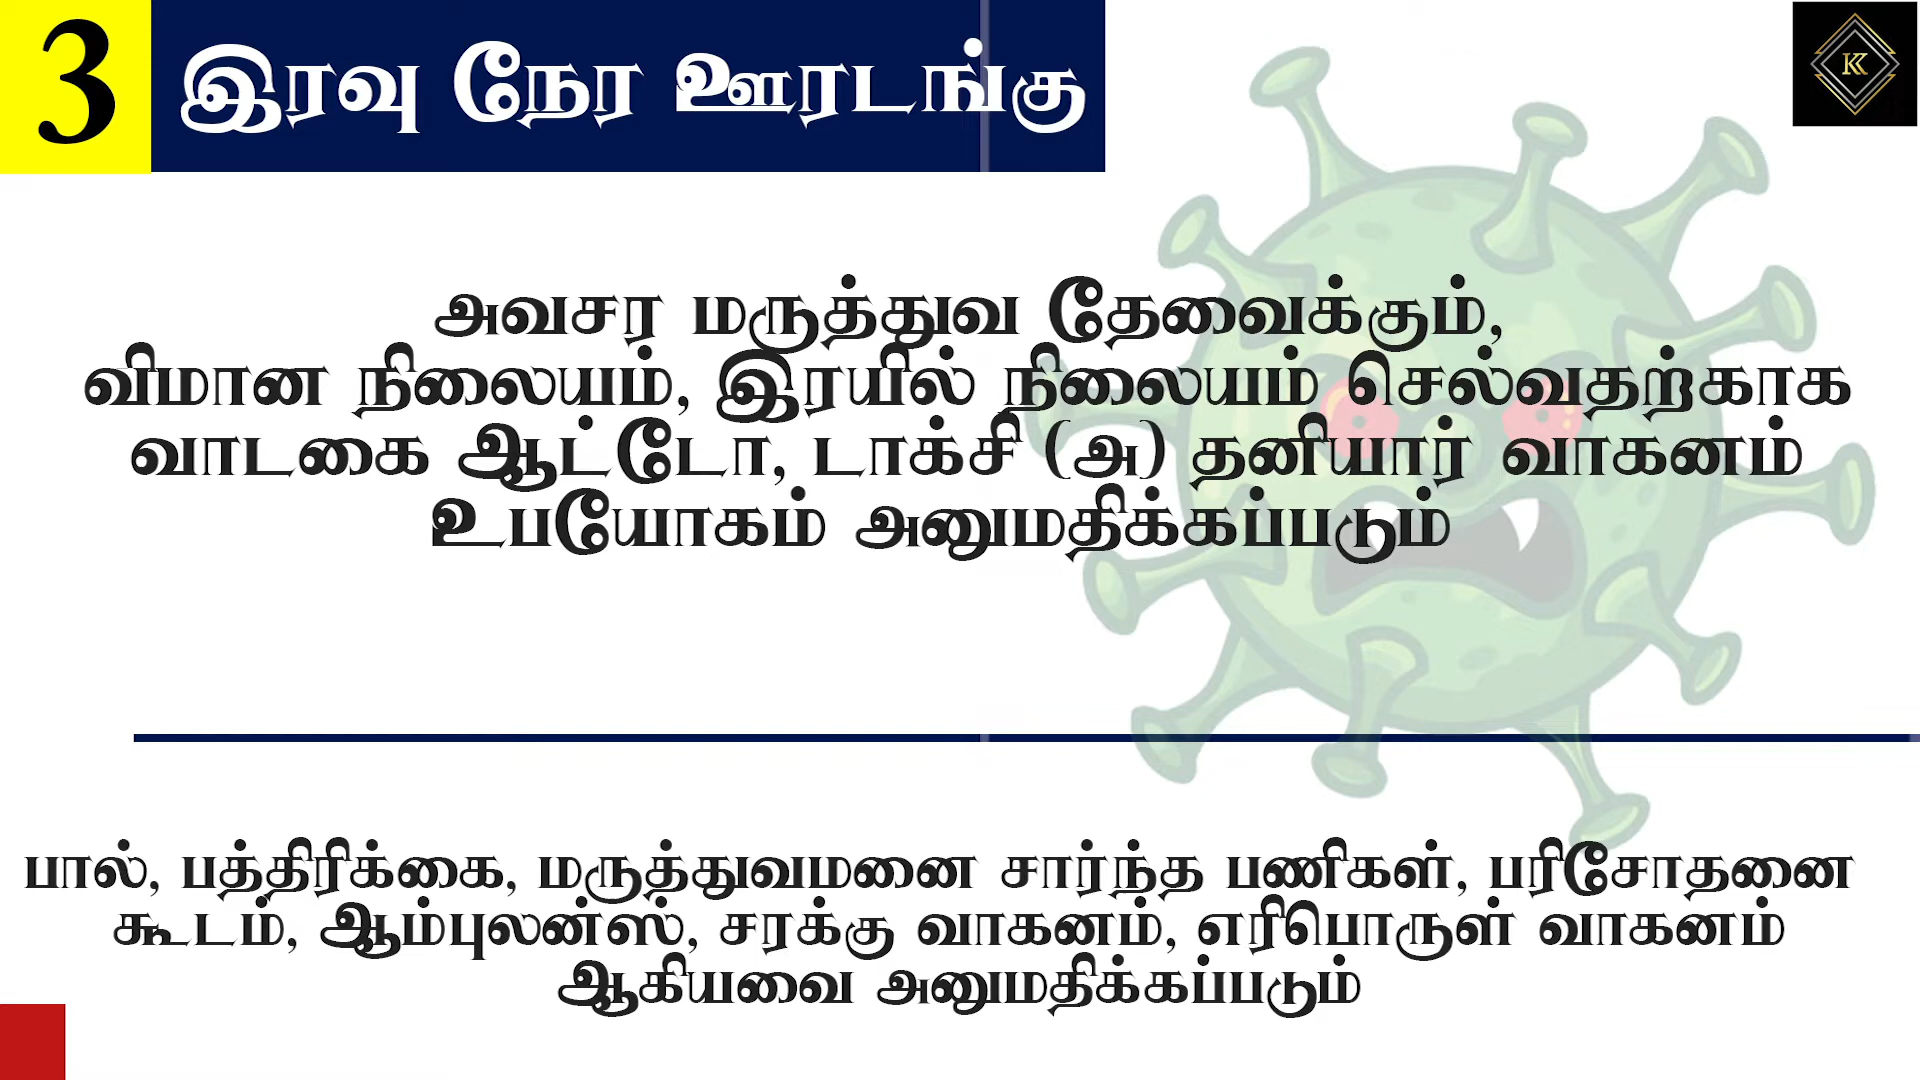 3 இரவு நேர ஊரடங்கு
KK
அவசர மருத்துவ தேவைக்கும்,
விமான நிலையம், இரயில் நிலையம் செல்வதற்காக
வாடகை ஆட்டோ, டாக்சி (அ) தனியார் வாகனம்
உபயோகம் அனுமதிக்கப்படும்
பால், பத்திரிக்கை, மருத்துவமனை சார்ந்த பணிகள், பரிசோதனை
கூடம், ஆம்புலன்ஸ், சரக்கு வாகனம், எரிபொருள் வாகனம்
ஆகியவை அனுமதிக்கப்படும்